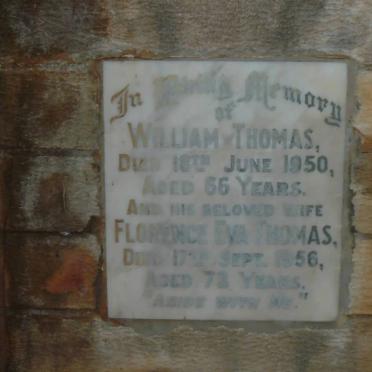 In Loving Memory
of
WILLIAM THOMAS,
DIED 18TH JUNE 1950,
AGED 66 YEARS.
AND HIS BELOVED WIFE
FLORENCE EVA THOMAS,
DIED 17TH SEPT. 1956,
AGED 73 YEARS.
"ABIDE WITH ME."